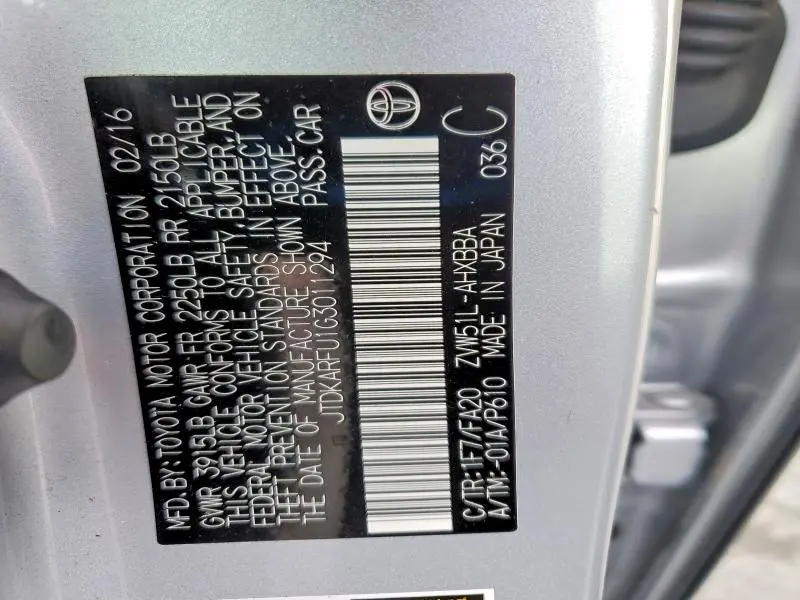 MFD.BY:TOYOTA MOTOR CORPORATION 02/16
GVWR 3915LB GAWR FR 2250LB RR 2150LB
THIS VEHICLE CONFORMS TO ALL APPLICABLE
FEDERAL MOTOR VEHICLE SAFETY, BUMPER, AND
THEFT PREVENTION STANDARDS IN EFFECT ON
THE DATE OF MANUFACTURE SHOWN ABOVE.
JTDKARFU1G3011294 PASS.CAR
C/TR:1F7/FA20 ZVW51L-AHXBBA
A/TM:-01A/P610 MADE IN JAPAN 036 C